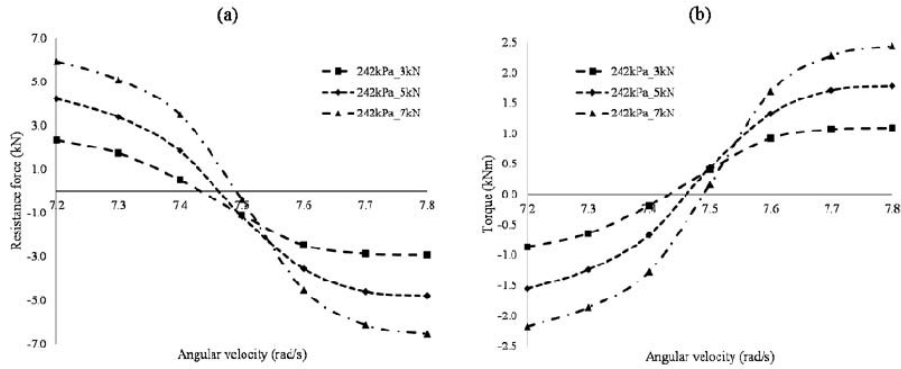 (a)
7.0
5.0
3.0
1.0
-1.0
-3.0
-5.0
-7.0
Resistance force (kN)
7.2 7.3 7.4 7.5 7.6 7.7 7.8
Angular velocity (rad/s)
242kPa_3kN
242kPa_5kN
242kPa_7kN
(b)
2.5
2.0
1.5
1.0
0.5
0.0
-0.5
-1.0
-1.5
-2.0
-2.5
Torque (kNm)
7.2 7.3 7.4 7.5 7.6 7.7 7.8
Angular velocity (rad/s)
242kPa_3kN
242kPa_5kN
242kPa_7kN